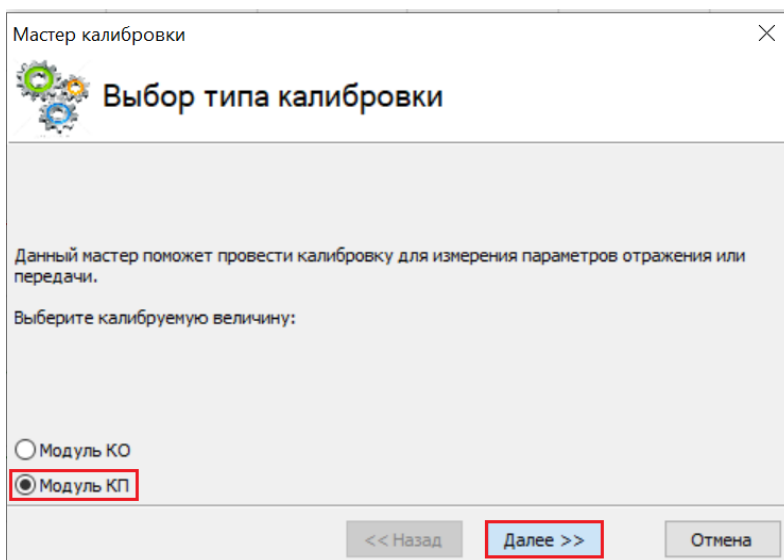 Мастер калибровки
Выбор типа калибровки
Данный мастер поможет провести калибровку для измерения параметров отражения или
передачи.
Выберите калибруемую величину:
Модуль КО
Модуль КП
<< Назад
Далее >>
Отмена